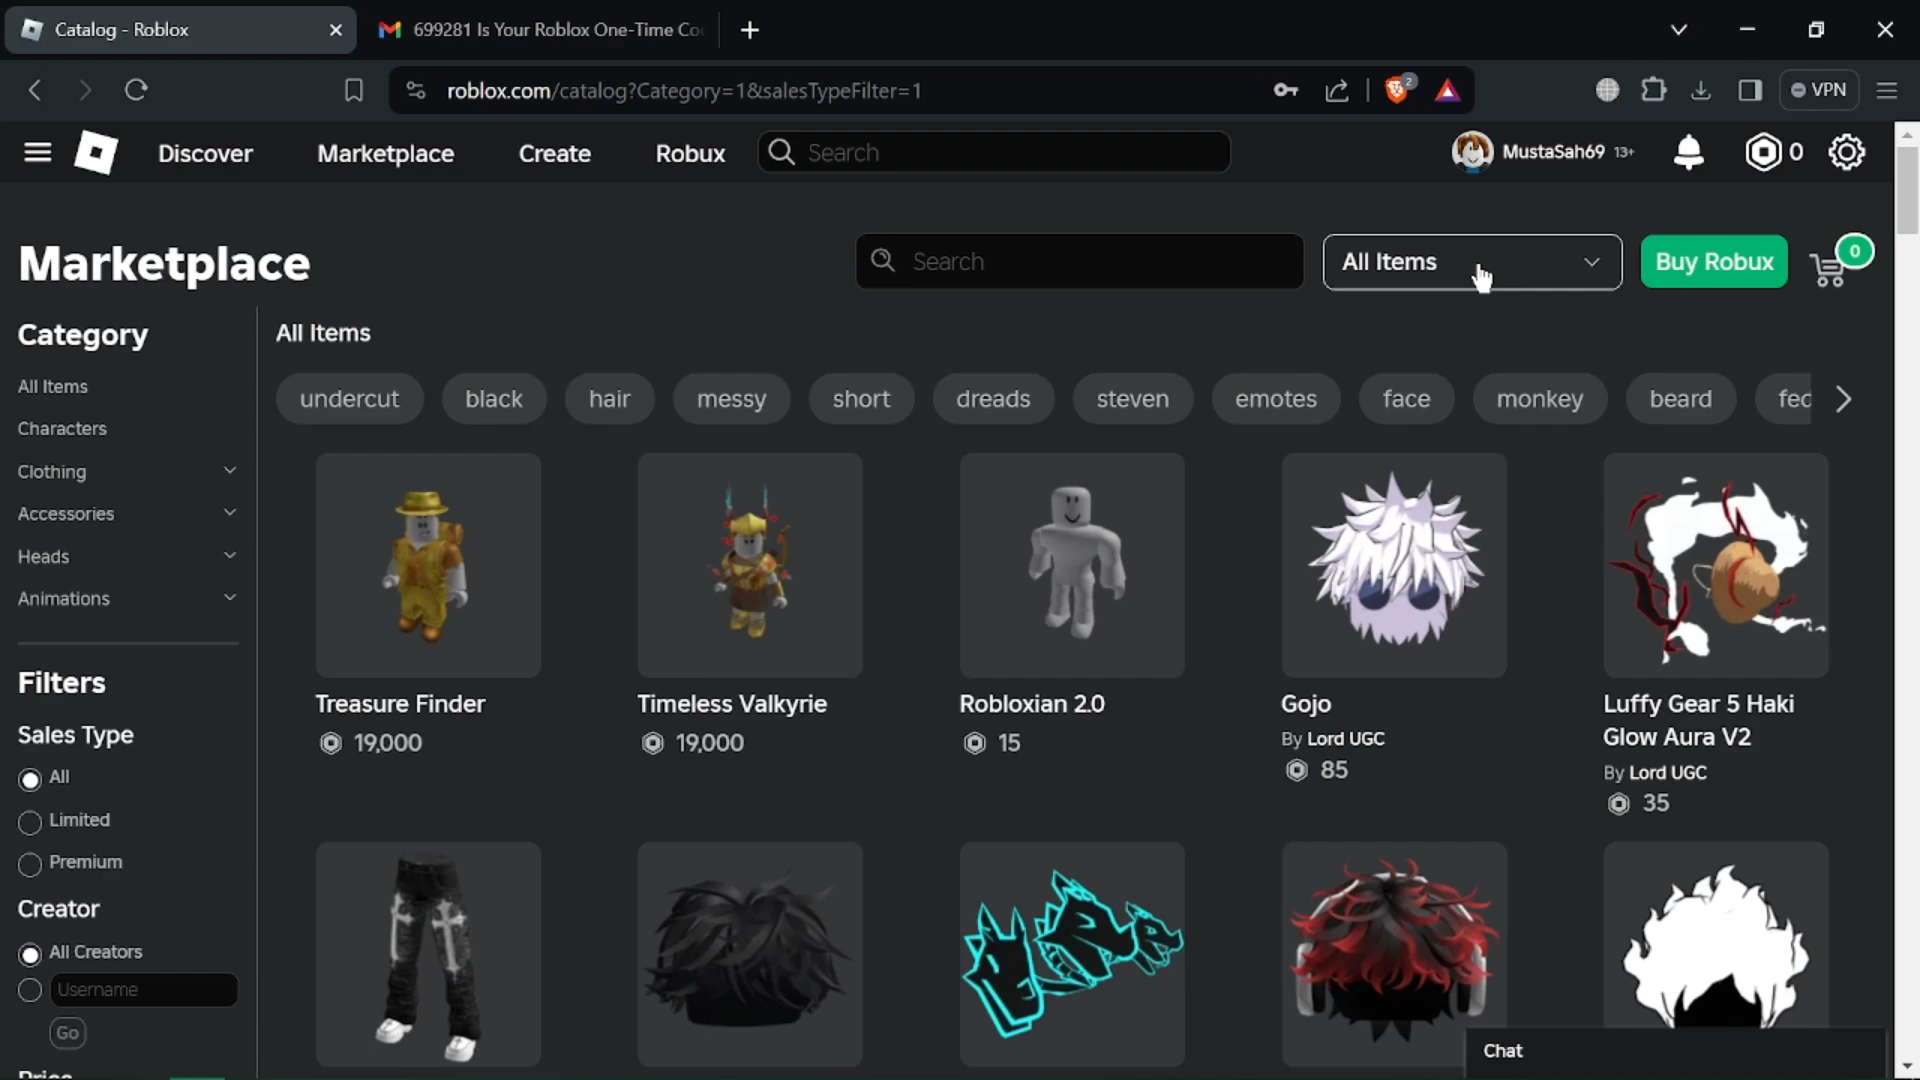 Catalog - Roblox
699281 Is Your Roblox One-Time Co
roblox.com/catalog?Category=1&salesTypeFilter=1
2
VPN
Discover
Marketplace
Create
Robux
Search
MustaSah69 13+
0
Marketplace
Search
All Items
Buy Robux
0
Category
All Items
Characters
Clothing
Accessories
Heads
Animations
Filters
Sales Type
All
Limited
Premium
Creator
All Creators
Username
Go
All Items
undercut
black
hair
messy
short
dreads
steven
emotes
face
monkey
beard
Treasure Finder
19,000
Timeless Valkyrie
19,000
Robloxian 2.0
15
Gojo
By Lord UGC
85
Luffy Gear 5 Haki
Glow Aura V2
By Lord UGC
35
Chat